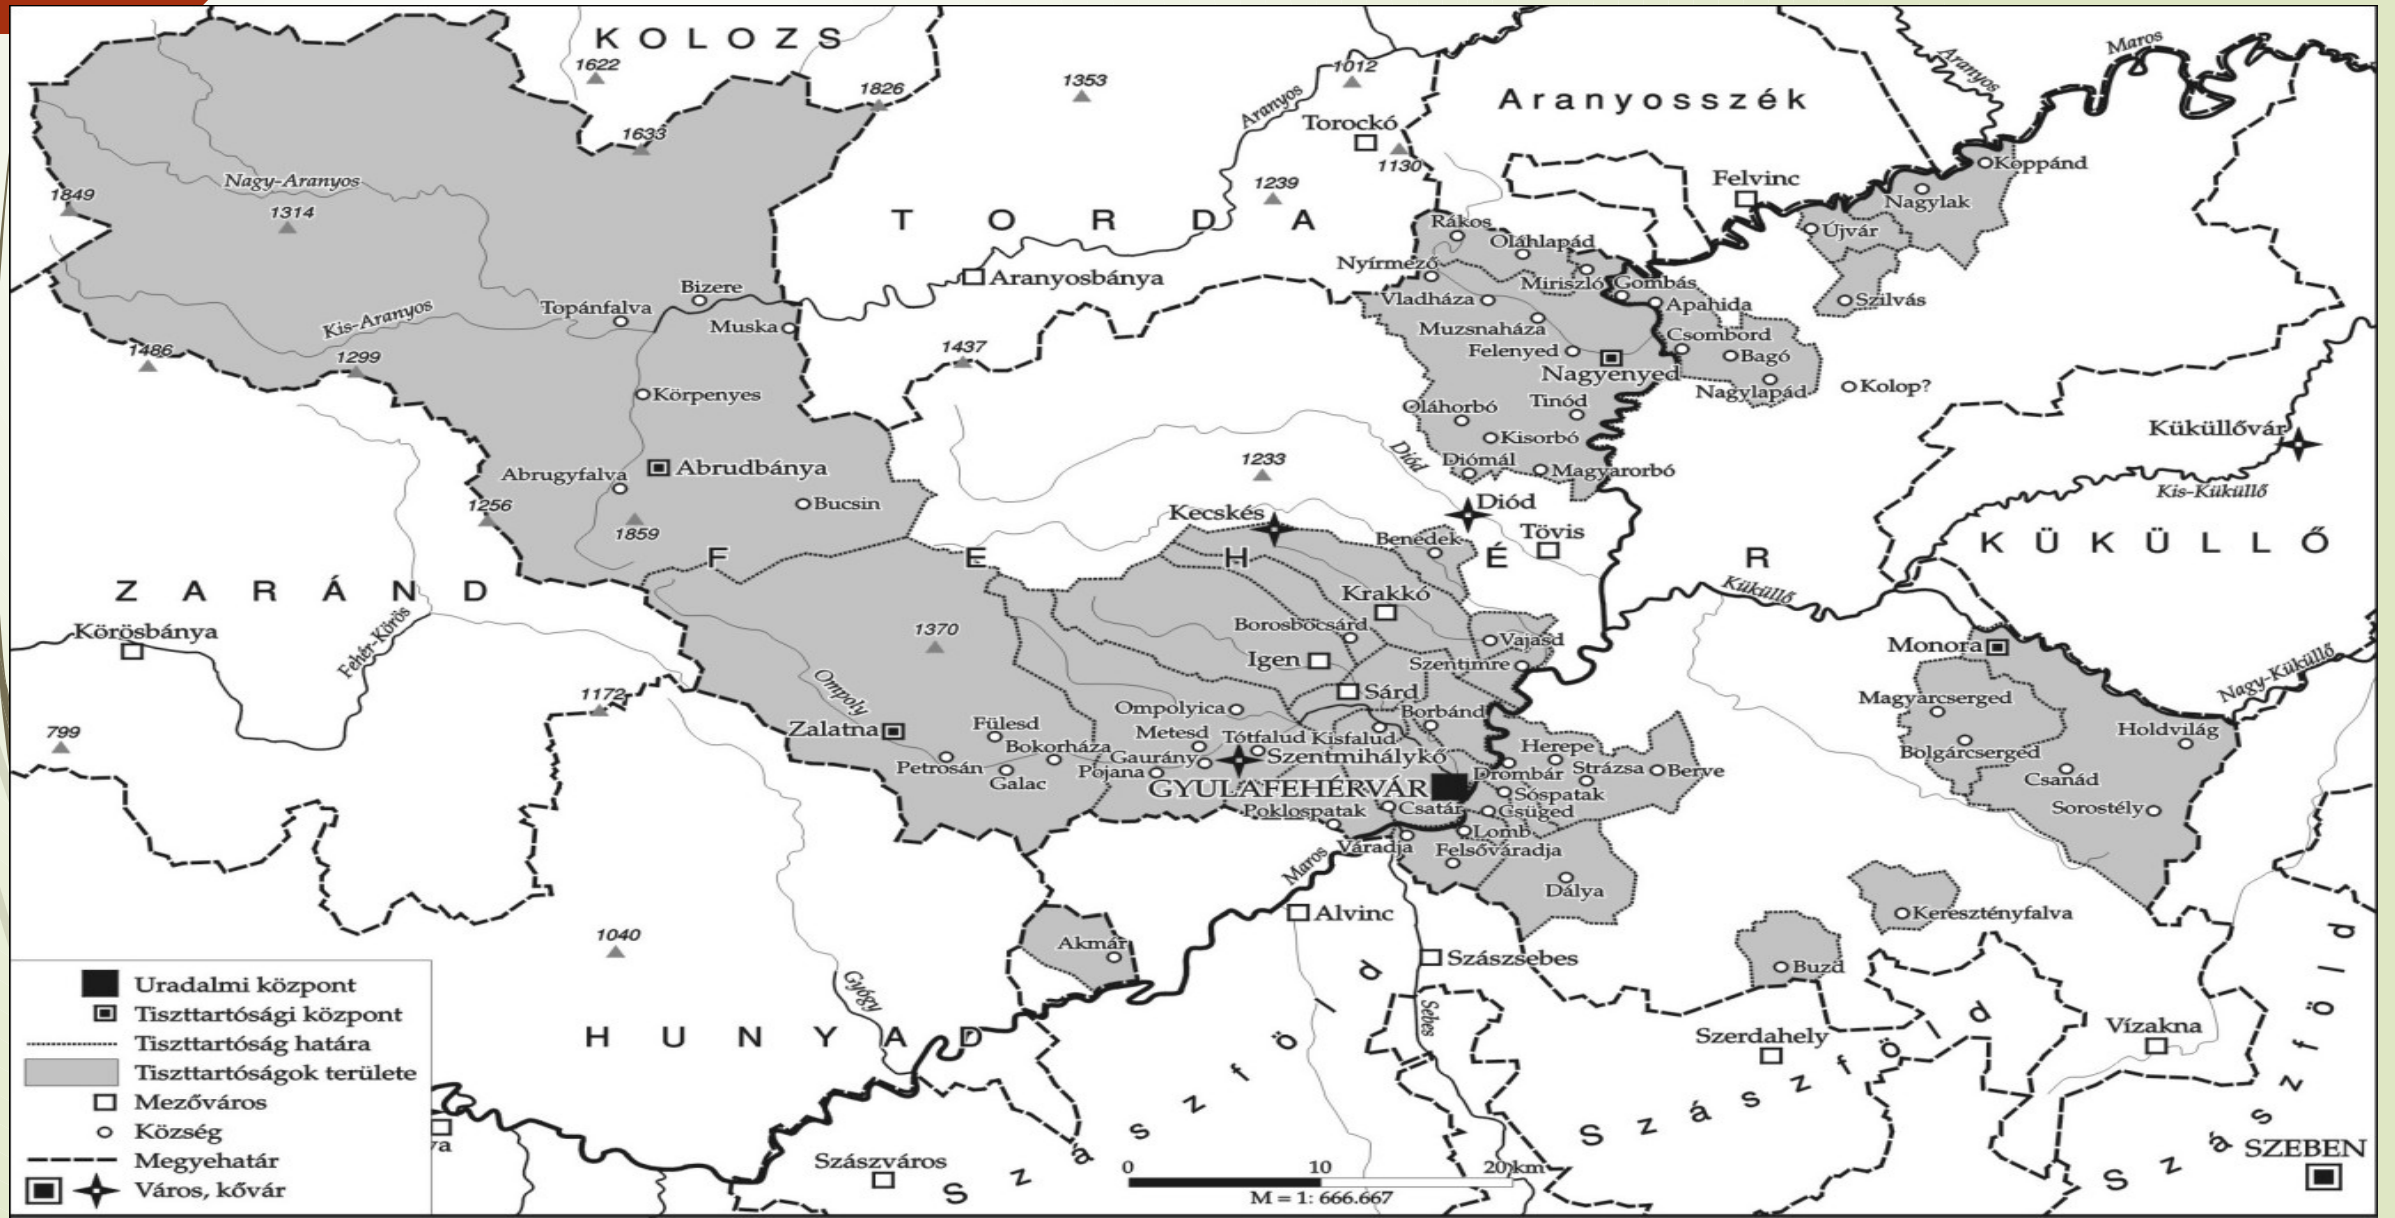 KOLOZS
1622
1826
1633
1353
1012
Aranyos
Torockó
1130
1239
Aranyosszék
Aranyos
Maros
Koppánd
Nagylak
Felvinc
Újvár
Szilvás
1849
Nagy-Aranyos
1314
TORDA
Aranyosbánya
Rákos
Oláhlapád
Nyírmező
Miriszló
Gombás
Vladháza
Apahida
Muzsnaháza
Csombord
Felenyed
Bagó
Nagyenyed
Nagylapád
Kolop?
Oláhorbó
Tinód
Kisorbó
Diómál
Magyarorbó
Bizere
Topánfalva
Muska
Kis-Aranyos
1486
1299
1437
Körpenyes
Abrudbánya
Abrugyfalva
Bucsin
1256
1859
1233
Diód
Kecskés
Diód
Tövis
Benedek
Küküllővár
Kis-Küküllő
KÜKÜLLŐ
FEHÉR
Küküllő
ZARÁND
Körösbánya
Fehér-Körös
1172
799
1370
Ompoly
Krakkó
Borosbocsárd
Igen
Vajasd
Szentimre
Sárd
Borbánd
Ompolyica
Metesd
Tótfalud
Kisfalud
Zalatna
Fülesd
Bokorháza
Gaurány
Szentmihálykő
Petrosán
Galac
Pojana
GYULAFEHÉRVÁR
Herepe
Drombár
Strázsa
Berve
Sóspatak
Poklospatak
Csatár
Csüged
Lomb
Váradja
Felsőváradja
Dálya
Maros
Monora
Magyarcserged
Bolgárcserged
Holdvilág
Csanád
Sorostély
Nagy-Küküllő
Keresztényfalva
Buzd
Alvinc
Szászsebes
Akmár
1040
Gyógy
HUNYAD
Sebes
Szerdahely
Vízakna
Szászföld
Szászföld
Szászföld
SZEBEN
Szászváros
va
Uradalmi központ
Tiszttartósági központ
Tiszttartóság határa
Tiszttartóságok területe
Mezőváros
Község
Megyehatár
Város, kővár
0 10 20 km
M = 1: 666.667